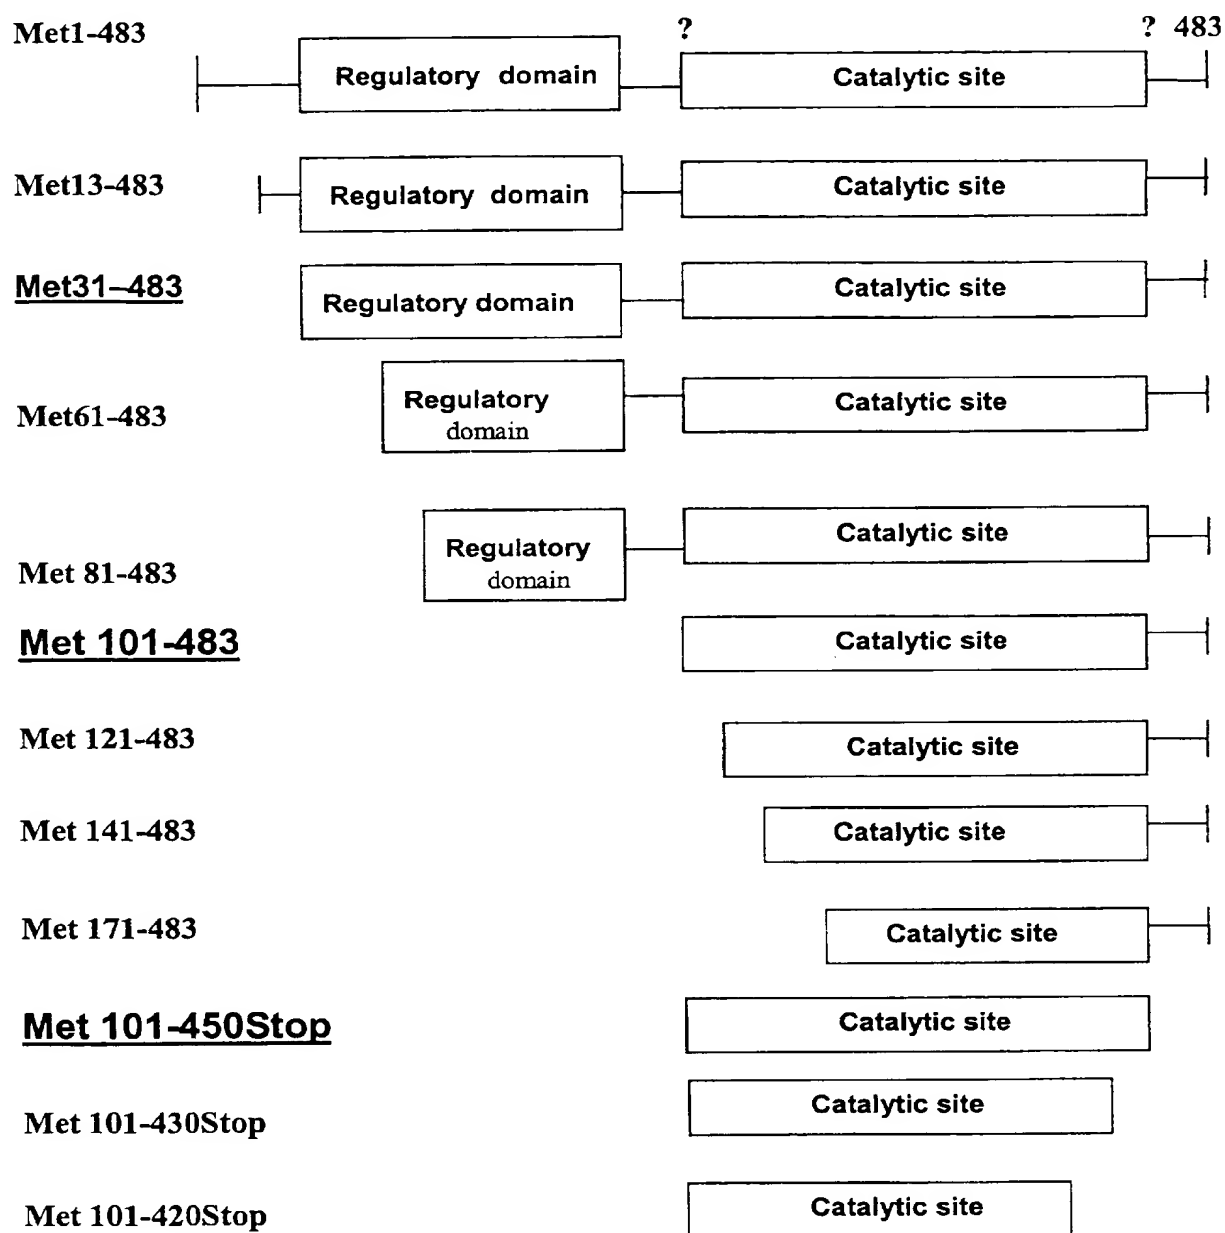 Met1-483 ? ? 483
Regulatory domain Catalytic site
Met13-483 Regulatory domain Catalytic site
Met31–483 Regulatory domain Catalytic site
Met61-483 Regulatory Catalytic site
domain
Met 81-483 Regulatory Catalytic site
domain
Met 101-483 Catalytic site
Met 121-483 Catalytic site
Met 141-483 Catalytic site
Met 171-483 Catalytic site
Met 101-450Stop Catalytic site
Met 101-430Stop Catalytic site
Met 101-420Stop Catalytic site